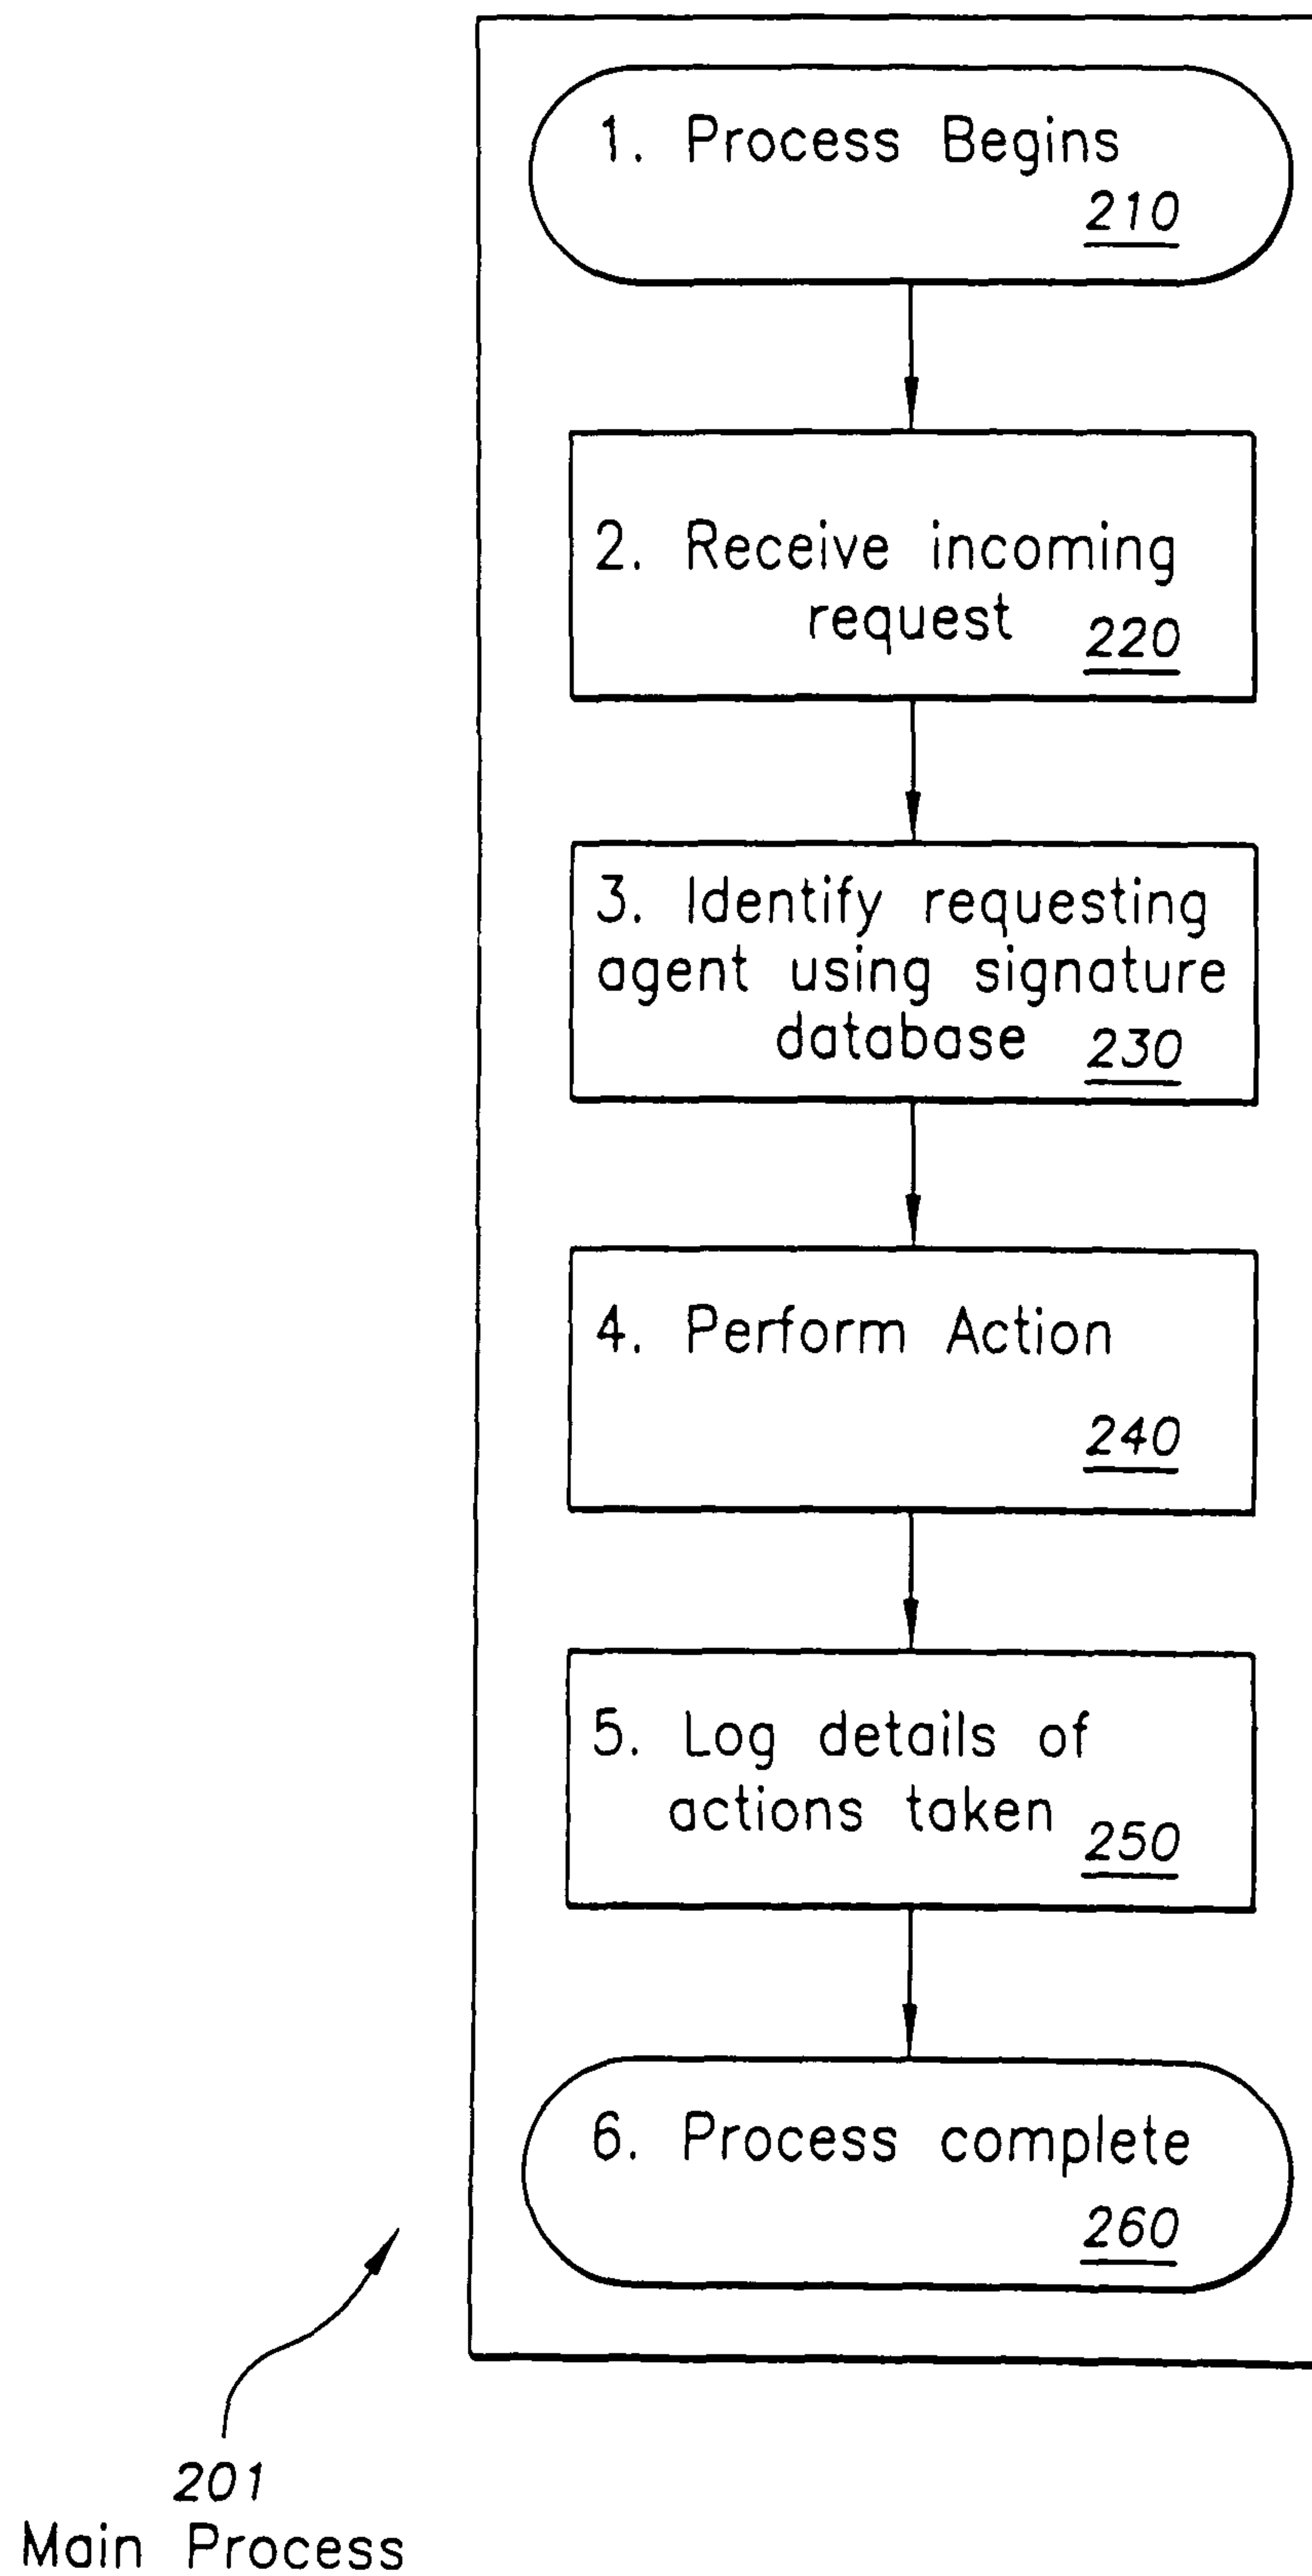 1. Process Begins
210
2. Receive incoming
request 220
3. Identify requesting
agent using signature
database 230
4. Perform Action
240
5. Log details of
actions taken 250
6. Process complete
260
201
Main Process